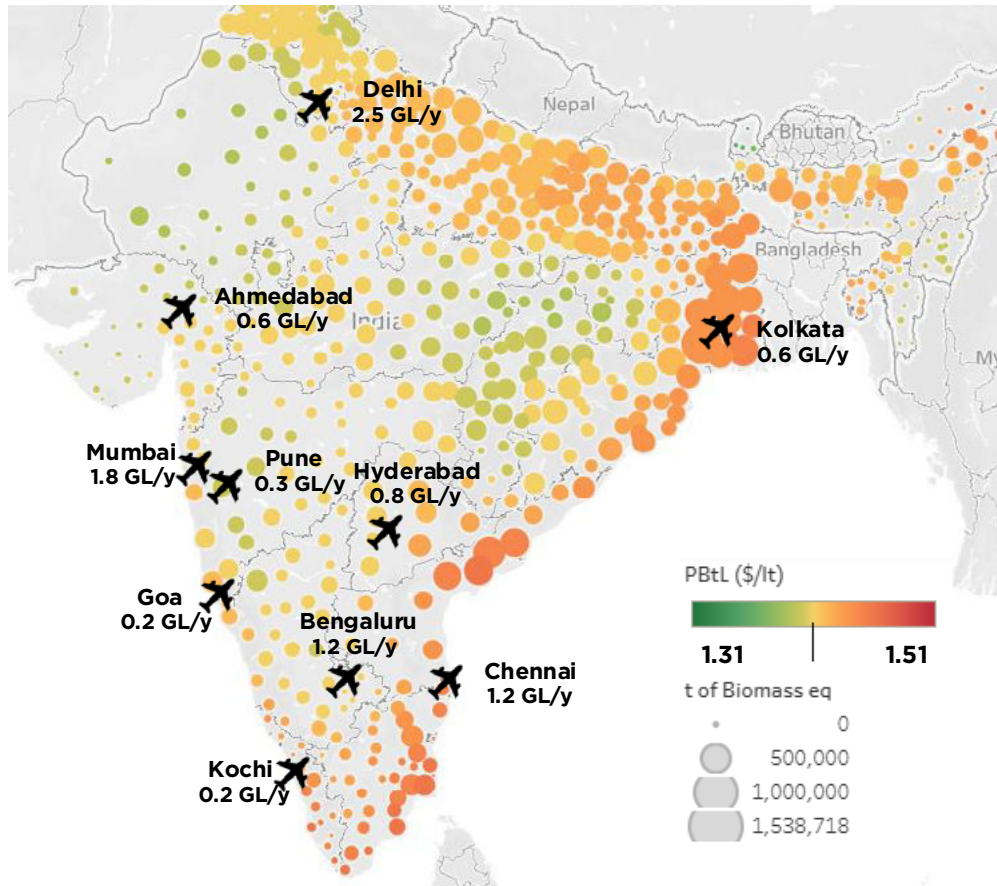 Delhi
2.5 GL/y
Nepal
Bhutan
Bangladesh
Ahmedabad
0.6 GL/y
India
Kolkata
0.6 GL/y
My
Mumbai
1.8 GL/y
Pune
0.3 GL/y
Hyderabad
0.8 GL/y
Goa
0.2 GL/y
Bengaluru
1.2 GL/y
Chennai
1.2 GL/y
Kochi
0.2 GL/y
PBtL ($/lt)
1.31 1.51
t of Biomass eq
0
500,000
1,000,000
1,538,718